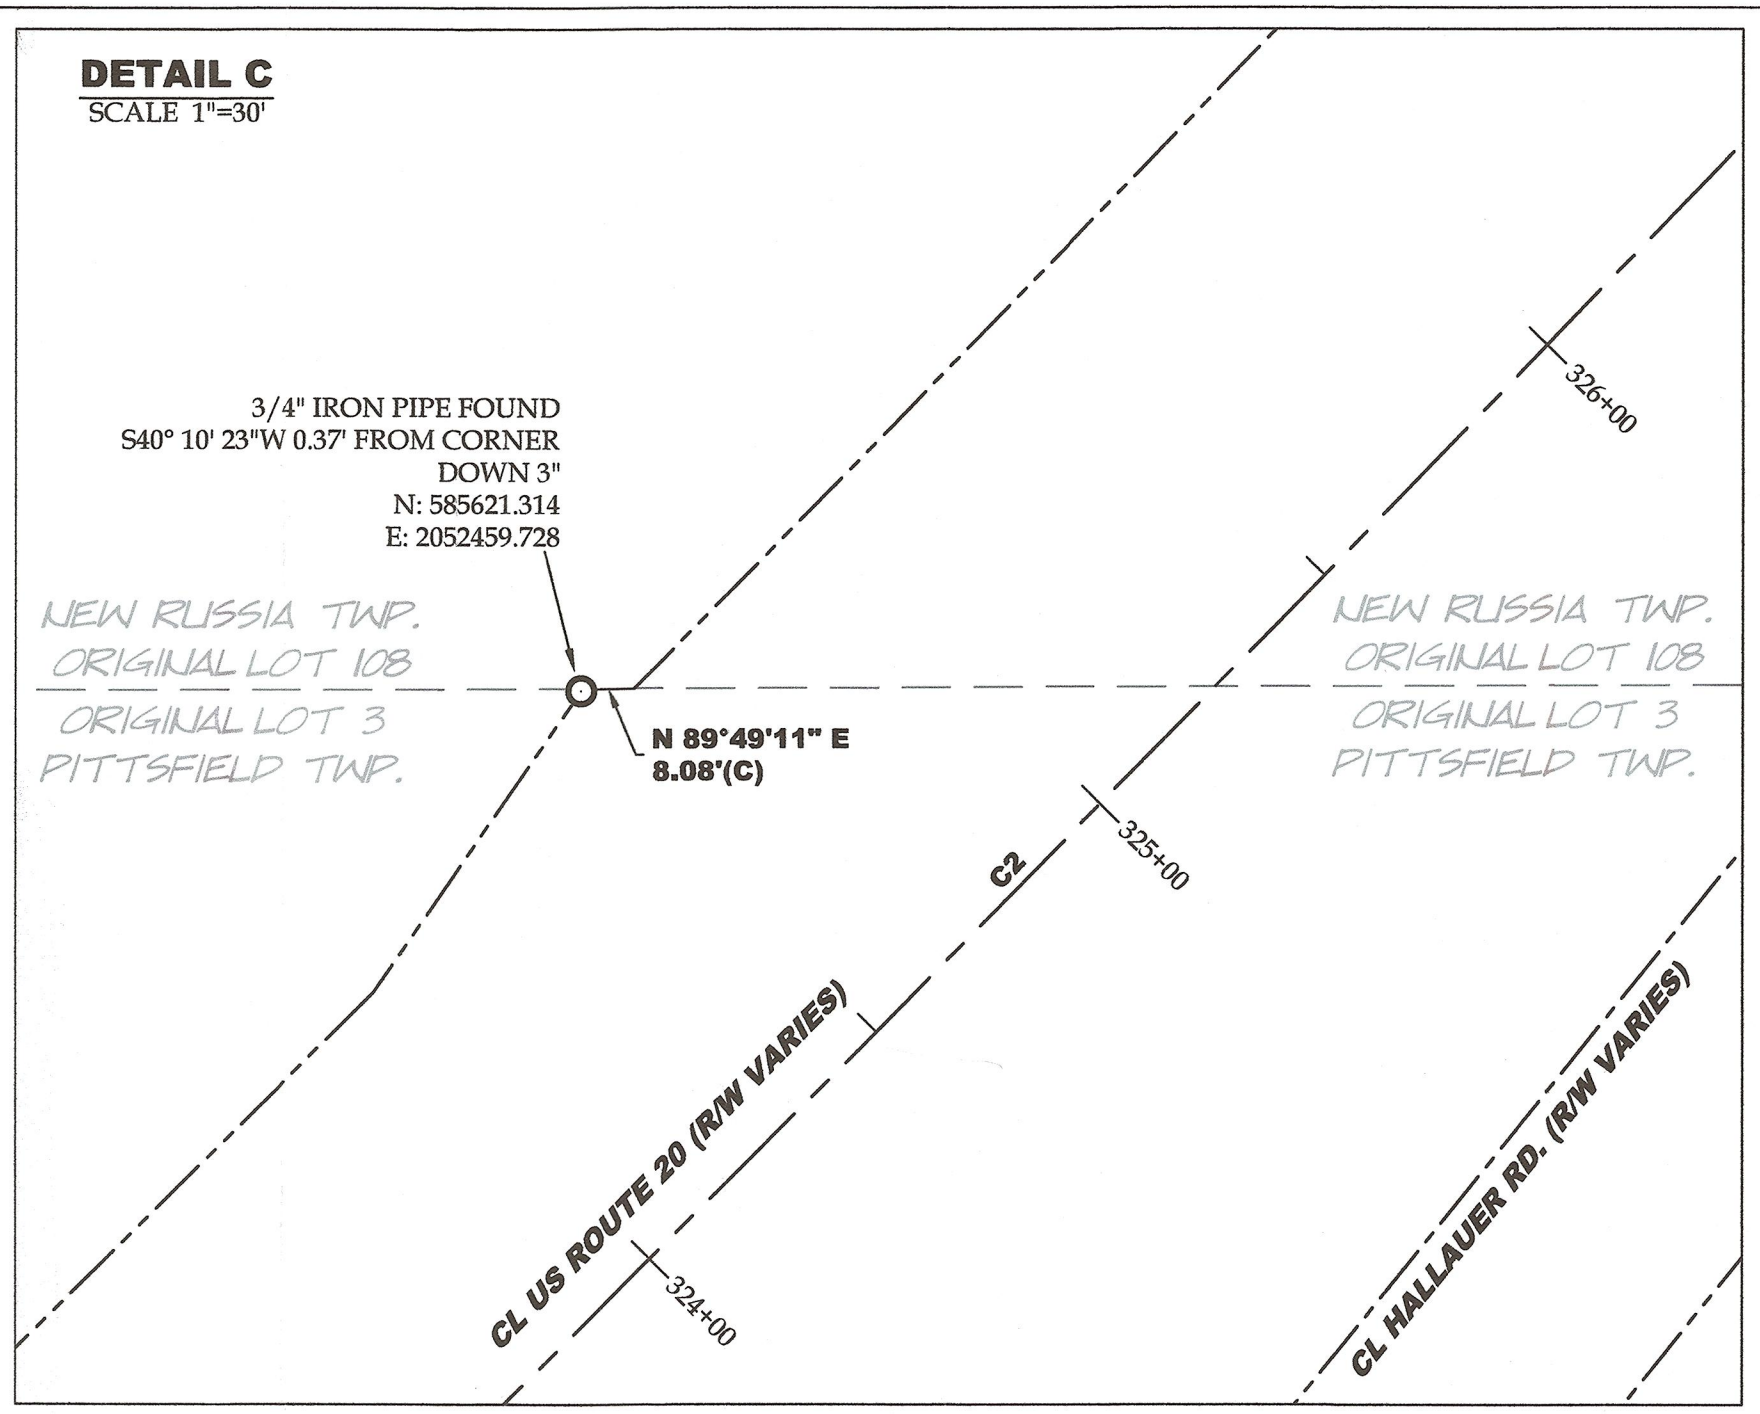 DETAIL C
SCALE 1"=30'
3/4" IRON PIPE FOUND
S40° 10' 23"W 0.37' FROM CORNER
DOWN 3"
N: 585621.314
E: 2052459.728
NEW RUSSIA TWP.
ORIGINAL LOT 108
ORIGINAL LOT 3
PITTSFIELD TWP.
N 89°49'11" E
8.08'(C)
326+00
NEW RUSSIA TWP.
ORIGINAL LOT 108
ORIGINAL LOT 3
PITTSFIELD TWP.
325+00
C2
CL US ROUTE 20 (R/W VARIES)
324+00
CL HALLAUER RD. (R/W VARIES)